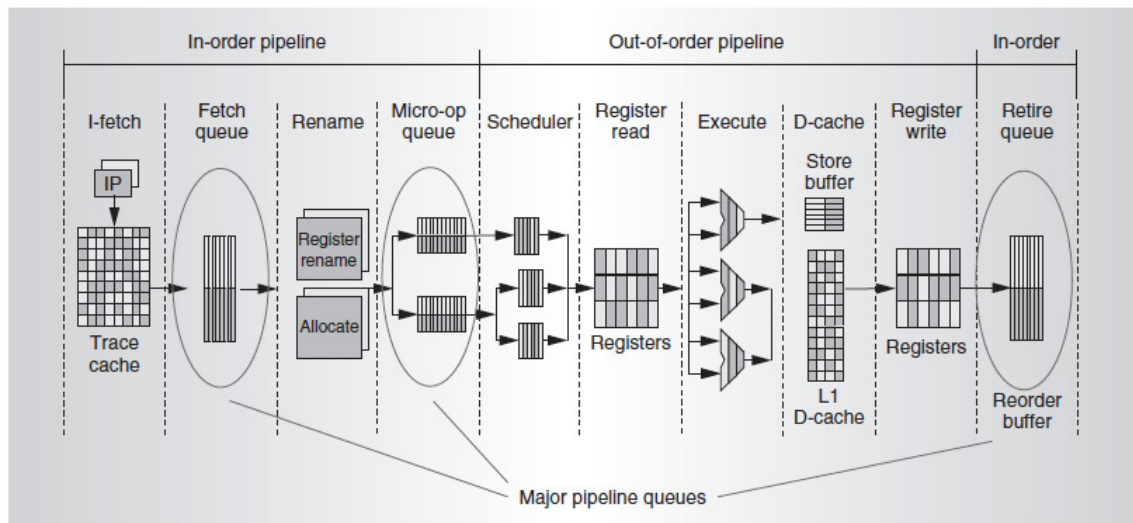 In-order pipeline
Out-of-order pipeline
In-order
I-fetch
Fetch
queue
Rename
Micro-op
queue
Scheduler
Register
read
Execute
D-cache
Register
write
Retire
queue
IP
Trace
cache
Register
rename
Allocate
Registers
Store
buffer
L1
D-cache
Registers
Reorder
buffer
Major pipeline queues